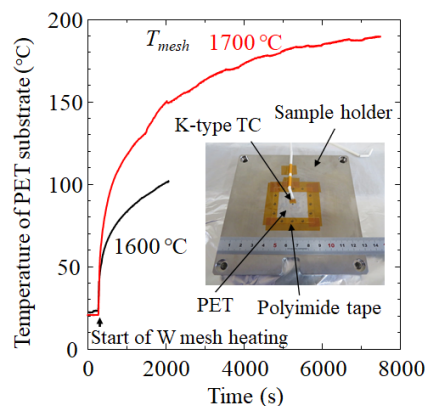 Temperature of PET substrate (℃)
200
150
100
50
0
T_mesh 1700 ℃
1600 ℃
K-type TC
Sample holder
PET
Polyimide tape
Start of W mesh heating
0 2000 4000 6000 8000
Time (s)